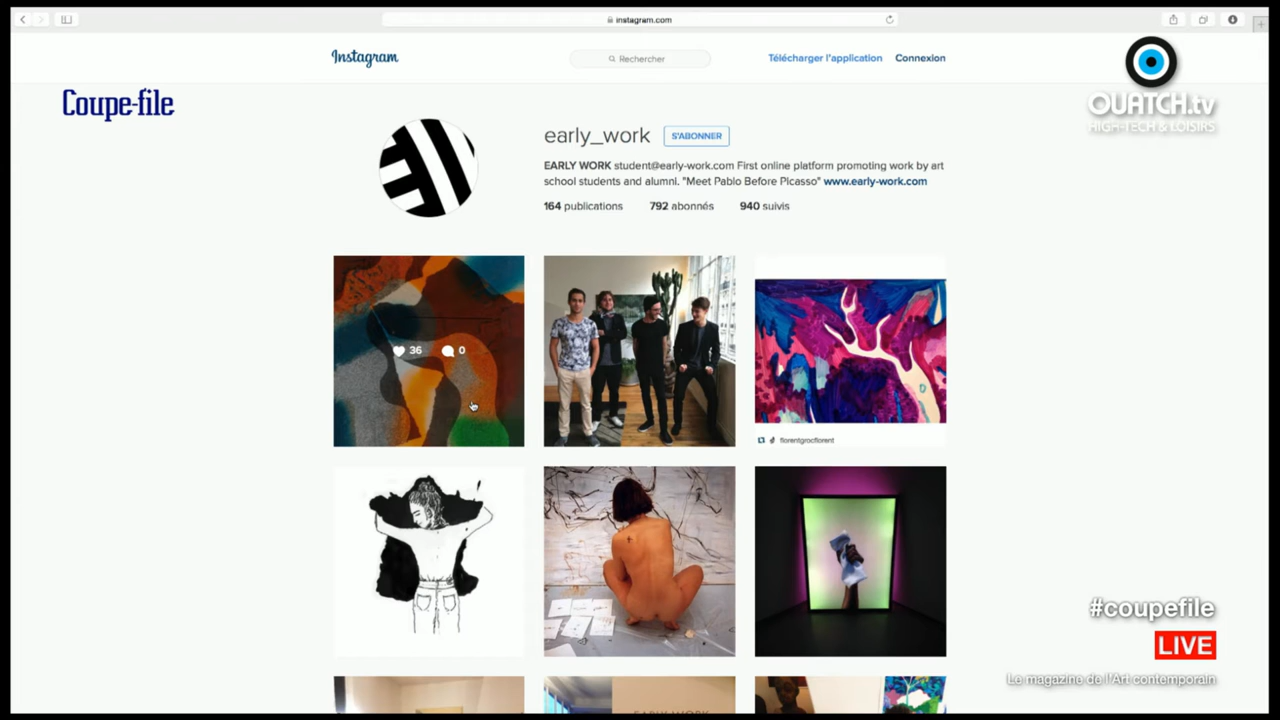 instagram.com
Instagram
Rechercher
Télécharger l'application
Connexion
OUATCH.tv
HIGH-TECH & LOISIRS
Coupe-file
early_work
S'ABONNER
EARLY WORK student@early-work.com First online platform promoting work by art
school students and alumni. "Meet Pablo Before Picasso" www.early-work.com
164 publications 792 abonnés 940 suivis
36 0
florentgrocflorent
EARLY WORK
#coupefile
LIVE
Le magazine de l'Art contemporain